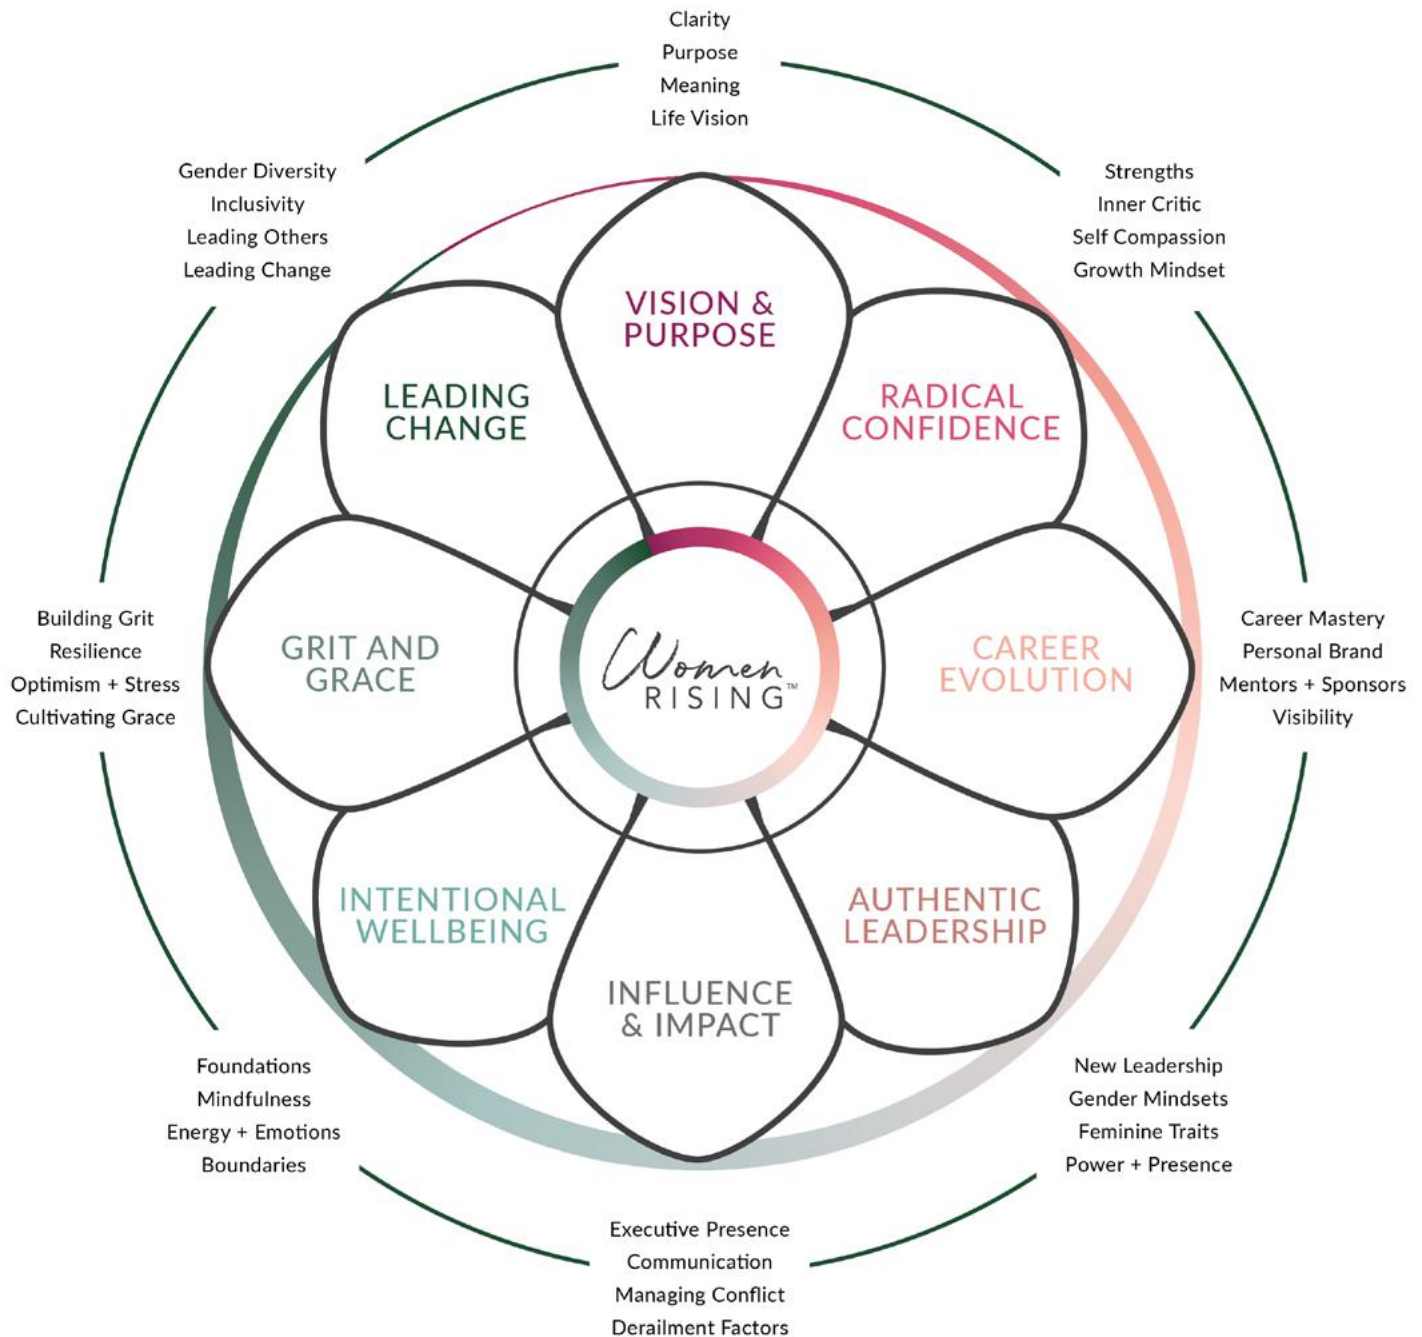 Clarity
Purpose
Meaning
Life Vision
Gender Diversity
Inclusivity
Leading Others
Leading Change
Strengths
Inner Critic
Self Compassion
Growth Mindset
VISION &
PURPOSE
LEADING
CHANGE
RADICAL
CONFIDENCE
Building Grit
Resilience
Optimism + Stress
Cultivating Grace
GRIT AND
GRACE
Women
RISING™
CAREER
EVOLUTION
Career Mastery
Personal Brand
Mentors + Sponsors
Visibility
INTENTIONAL
WELLBEING
INFLUENCE
& IMPACT
AUTHENTIC
LEADERSHIP
Foundations
Mindfulness
Energy + Emotions
Boundaries
New Leadership
Gender Mindsets
Feminine Traits
Power + Presence
Executive Presence
Communication
Managing Conflict
Derailment Factors